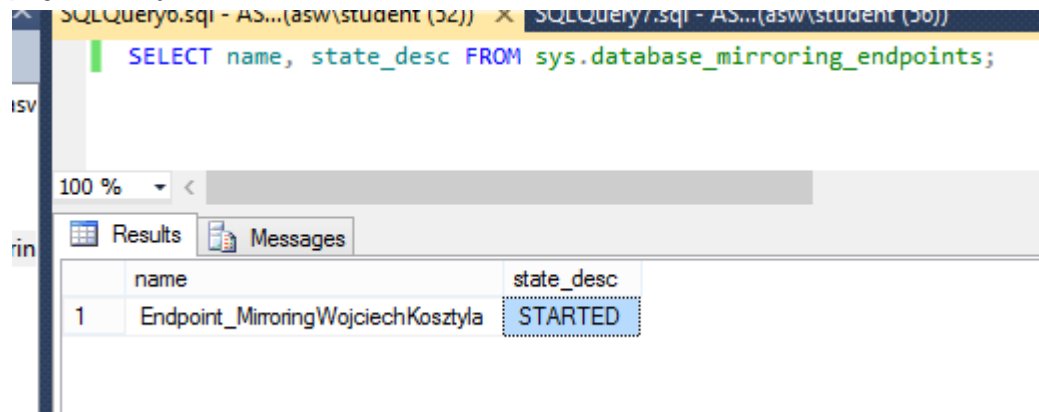 SQLQuery6.sql - AS...(asw\student (52)) × SQLQuery7.sql - AS...(asw\student (56))
SELECT name, state_desc FROM sys.database_mirroring_endpoints;
100 %
Results Messages
name state_desc
1 Endpoint_MirroringWojciechKosztyla STARTED